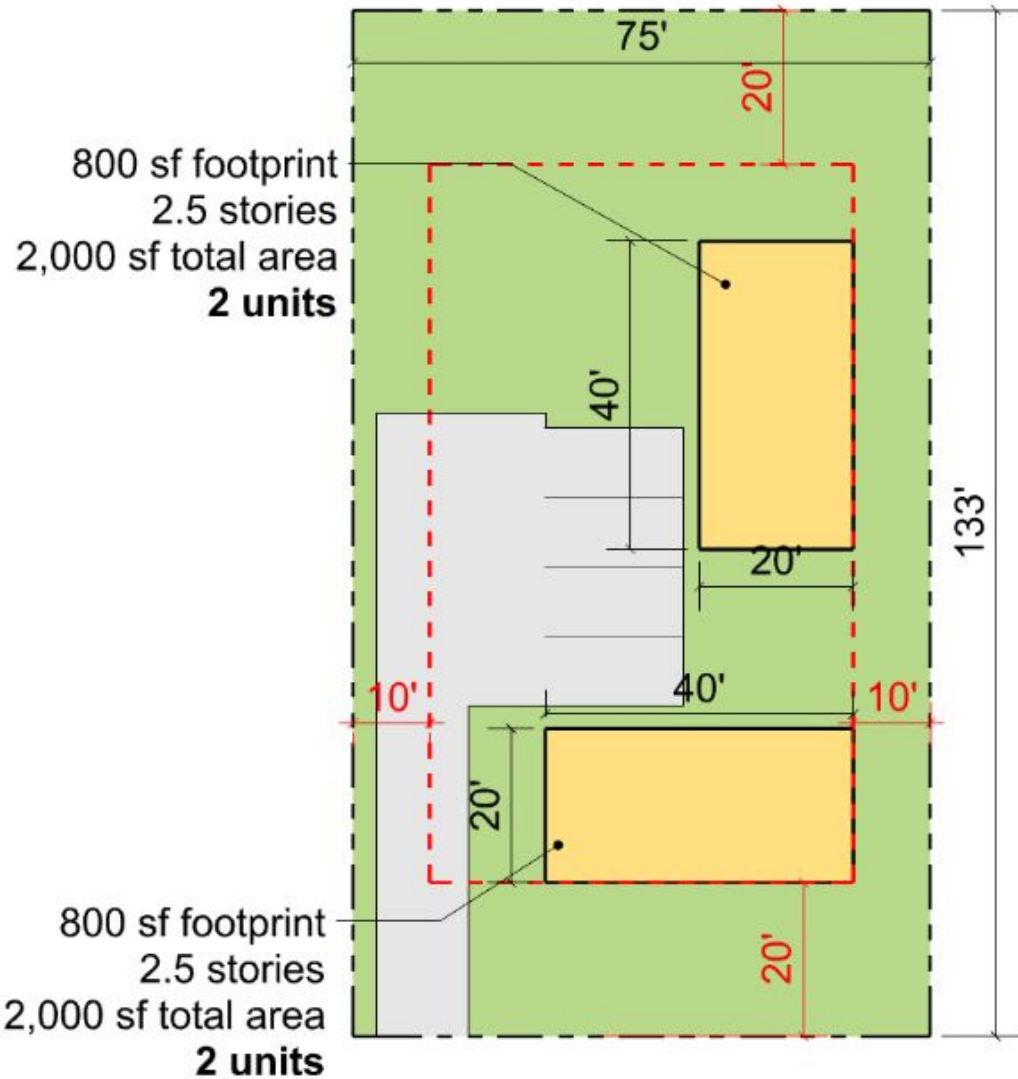 75'
20'
800 sf footprint
2.5 stories
2,000 sf total area
2 units
40'
133'
20'
10'
40'
10'
20'
800 sf footprint
2.5 stories
2,000 sf total area
2 units
20'